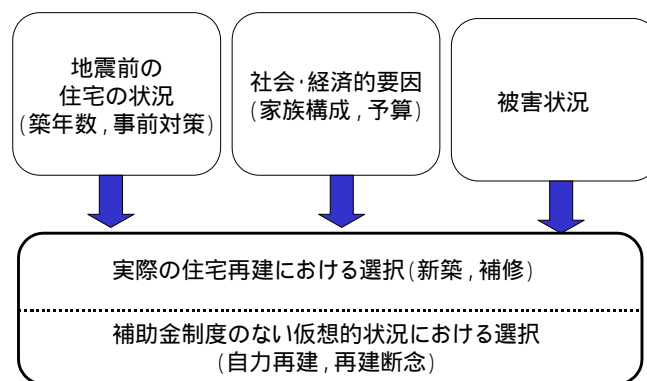 地震前の
住宅の状況
(築年数,事前対策)
社会・経済的要因
(家族構成,予算)
被害状況
実際の住宅再建における選択(新築,補修)
補助金制度のない仮想的状況における選択
(自力再建,再建断念)